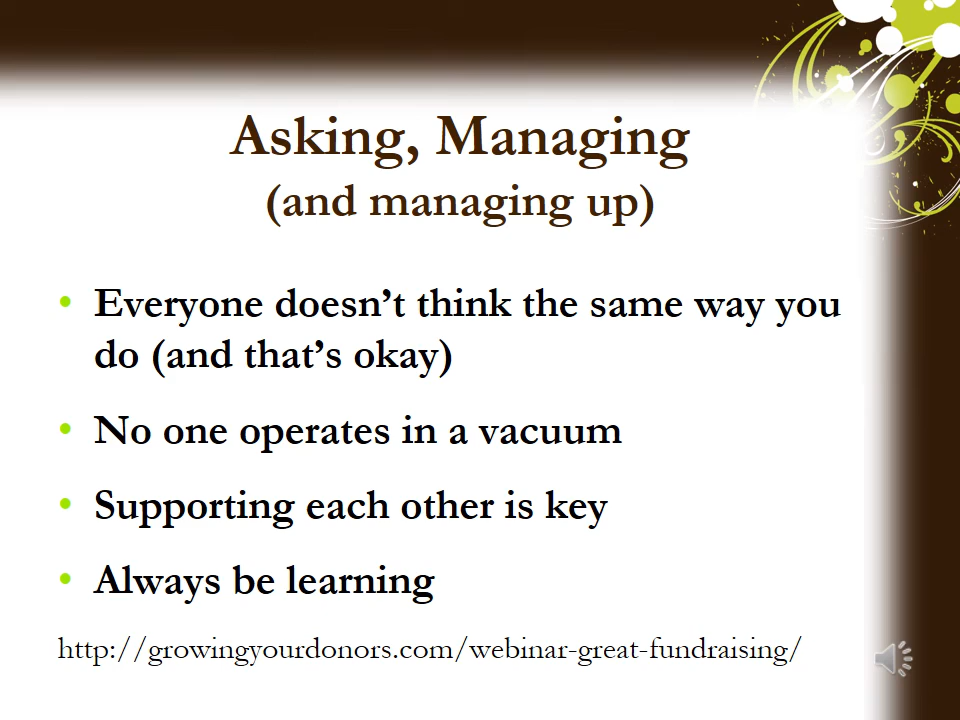 Asking, Managing
(and managing up)
• Everyone doesn’t think the same way you
do (and that’s okay)
• No one operates in a vacuum
• Supporting each other is key
• Always be learning
http://growingyourdonors.com/webinar-great-fundraising/